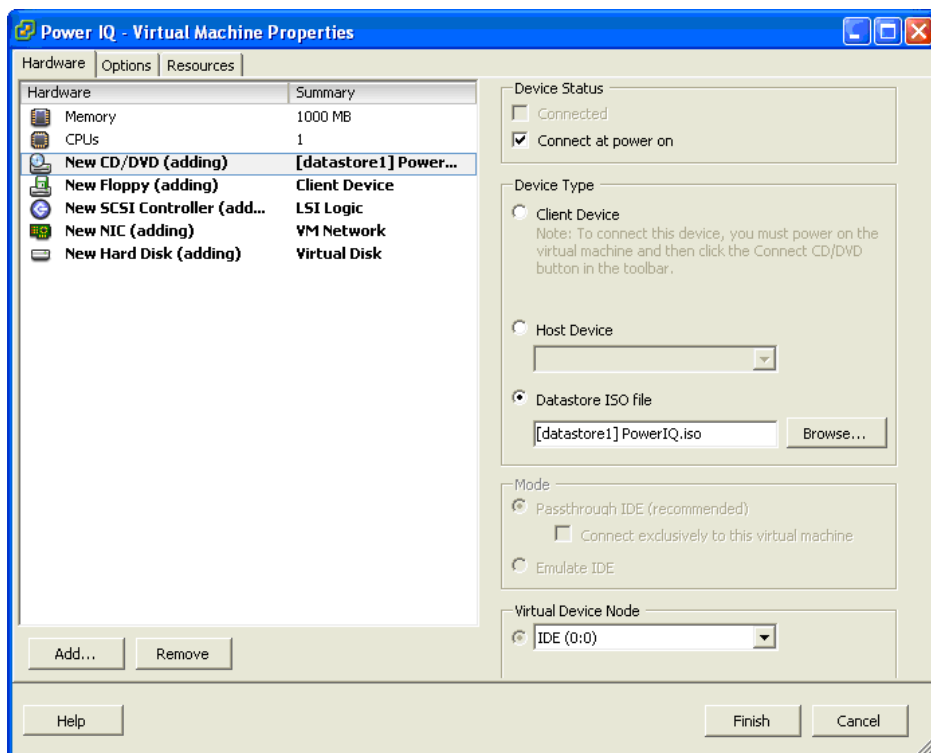 Power IQ - Virtual Machine Properties
Hardware Options Resources
Hardware Summary
Memory 1000 MB
CPUs 1
New CD/DVD (adding) [datastore1] Power...
New Floppy (adding) Client Device
New SCSI Controller (add... LSI Logic
New NIC (adding) VM Network
New Hard Disk (adding) Virtual Disk
Add... Remove
Device Status
Connected
Connect at power on
Device Type
Client Device
Note: To connect this device, you must power on the
virtual machine and then click the Connect CD/DVD
button in the toolbar.
Host Device
Datastore ISO file
[datastore1] PowerIQ.iso Browse...
Mode
Passthrough IDE (recommended)
Connect exclusively to this virtual machine
Emulate IDE
Virtual Device Node
IDE (0:0)
Help Finish Cancel